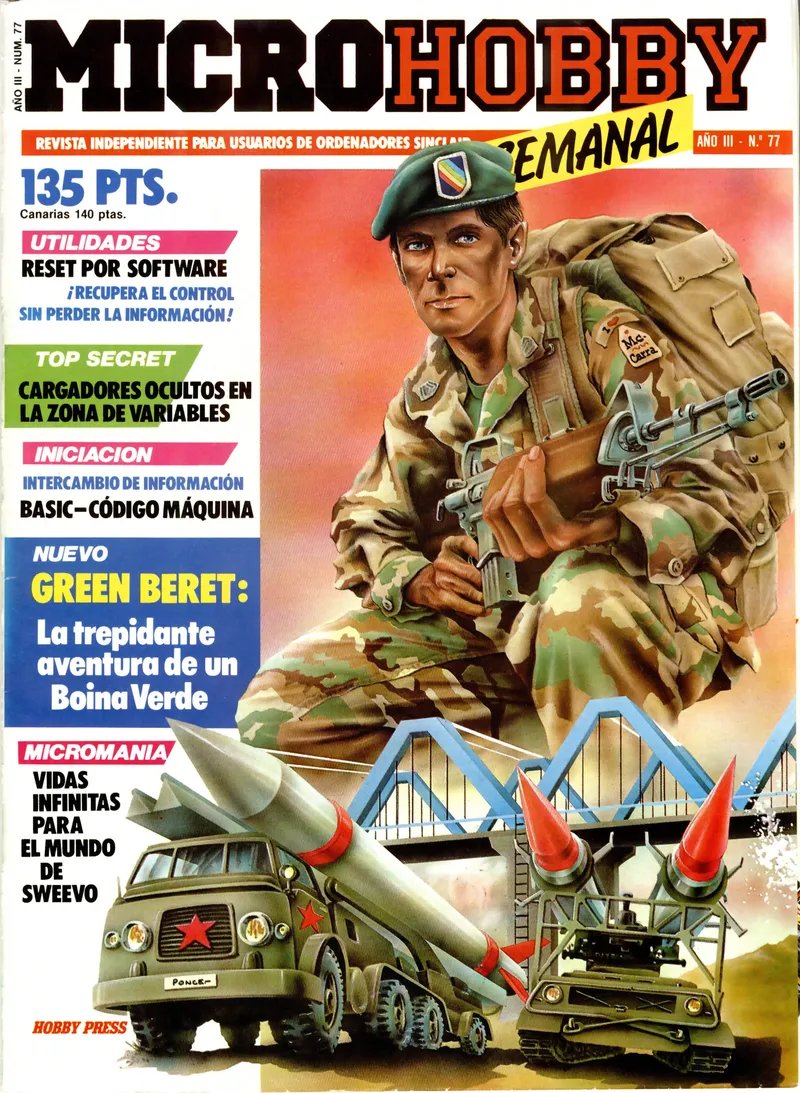 AÑO III - NUM. 77
MICROHOBBY
SEMANAL
REVISTA INDEPENDIENTE PARA USUARIOS DE ORDENADORES SINCLAIR
AÑO III - N.º 77
135 PTS.
Canarias 140 ptas.
UTILIDADES
RESET POR SOFTWARE
¡RECUPERA EL CONTROL
SIN PERDER LA INFORMACIÓN!
TOP SECRET
CARGADORES OCULTOS EN
LA ZONA DE VARIABLES
INICIACION
INTERCAMBIO DE INFORMACIÓN
BASIC-CÓDIGO MÁQUINA
NUEVO
GREEN BERET:
La trepidante
aventura de un
Boina Verde
MICROMANIA
VIDAS
INFINITAS
PARA
EL MUNDO
DE
SWEEVO
I ❤
M.c.
Carra
PONCE-
HOBBY PRESS